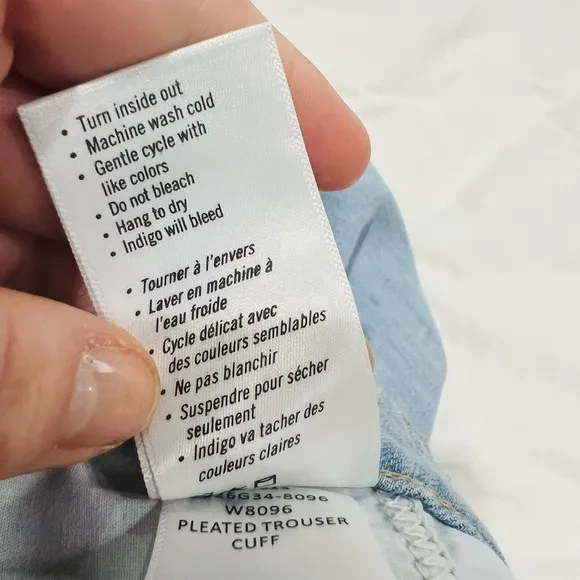 • Turn inside out
• Machine wash cold
• Gentle cycle with
like colors
• Do not bleach
• Hang to dry
• Indigo will bleed
• Tourner à l'envers
• Laver en machine à
l'eau froide
• Cycle délicat avec
des couleurs semblables
• Ne pas blanchir
• Suspendre pour sécher
seulement
• Indigo va tacher des
couleurs claires
W8096
PLEATED TROUSER
CUFF